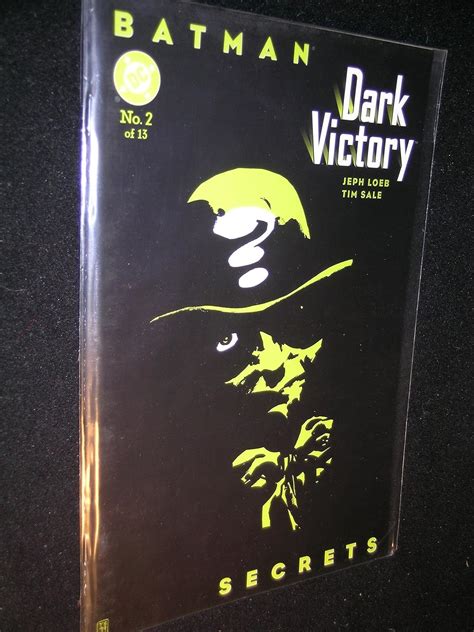 BATMAN
DC
No. 2
of 13
Dark
Victory
JEPH LOEB
TIM SALE
?
SECRETS